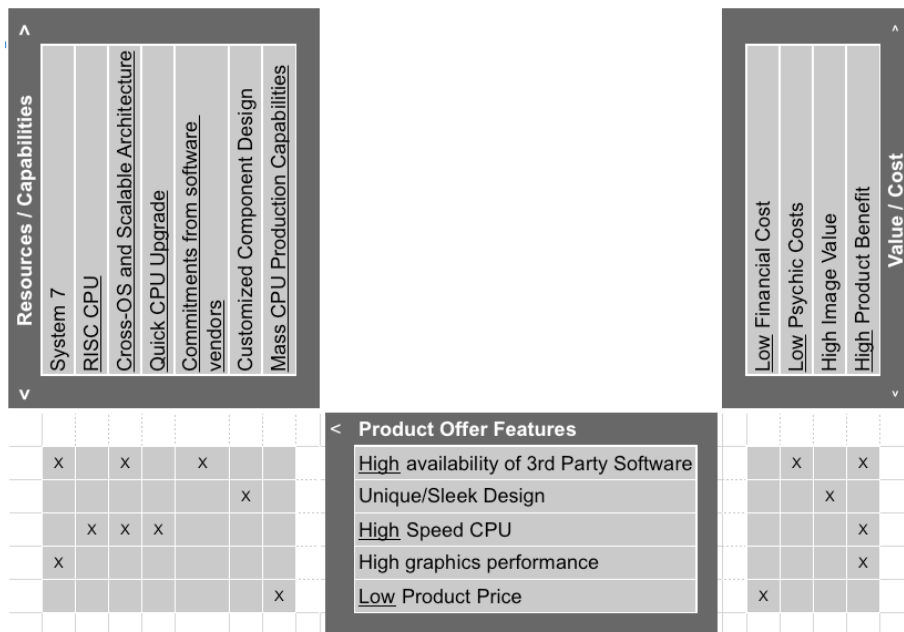 Resources / Capabilities
System 7
RISC CPU
Cross-OS and Scalable Architecture
Quick CPU Upgrade
Commitments from software
vendors
Customized Component Design
Mass CPU Production Capabilities
Low Financial Cost
Low Psychic Costs
High Image Value
High Product Benefit
Value / Cost
< Product Offer Features
X X X High availability of 3rd Party Software X X
X Unique/Sleek Design X
X X X High Speed CPU X
X High graphics performance X
X Low Product Price X